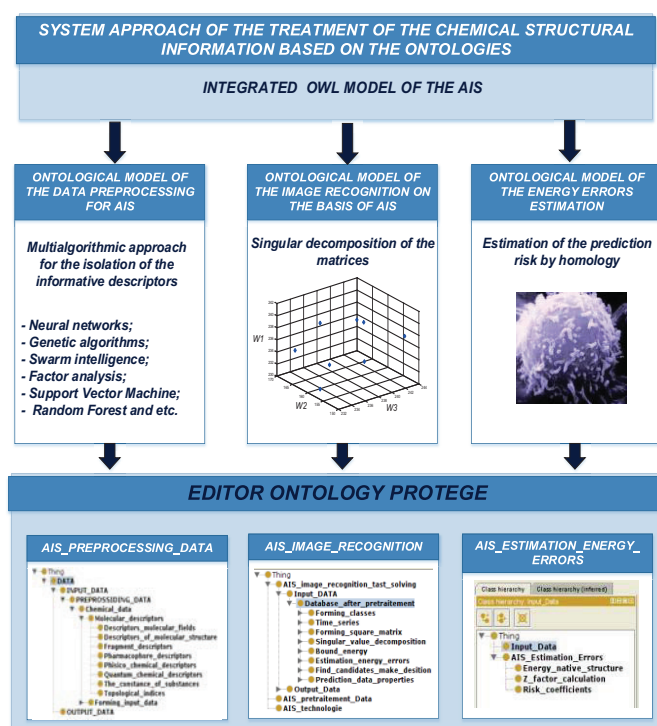 SYSTEM APPROACH OF THE TREATMENT OF THE CHEMICAL STRUCTURAL
INFORMATION BASED ON THE ONTOLOGIES
INTEGRATED OWL MODEL OF THE AIS
ONTOLOGICAL MODEL OF
THE DATA PREPROCESSING
FOR AIS
Multialgorithmic approach
for the isolation of the
informative descriptors
- Neural networks;
- Genetic algorithms;
- Swarm intelligence;
- Factor analysis;
- Support Vector Machine;
- Random Forest and etc.
ONTOLOGICAL MODEL OF
THE IMAGE RECOGNITION ON
THE BASIS OF AIS
Singular decomposition of the
matrices
W1
W2
W3
ONTOLOGICAL MODEL OF
THE ENERGY ERRORS
ESTIMATION
Estimation of the prediction
risk by homology
EDITOR ONTOLOGY PROTEGE
AIS_PREPROCESSING_DATA
Thing
DATA
INPUT_DATA
PREPROSSIDING_DATA
Chemical_data
Molecular_descriptors
Descriptors_molecular_fields
Descriptors_of_molecular_structure
Fragment_descriptors
Pharmacophore_descriptors
Phisico_chemical_descriptors
Quantum_chemical_descriptors
The_constance_of_substances
Topological_indices
Forming_input_data
OUTPUT_DATA
AIS_IMAGE_RECOGNITION
Thing
AIS_image_recognition_tast_solving
Input_DATA
Database_after_pretraitement
Forming_classes
Time_series
Forming_square_matrix
Singular_value_decomposition
Bound_energy
Estimation_energy_errors
Find_candidates_make_desition
Prediction_data_properties
Output_Data
AIS_pretraitement_Data
AIS_technologie
AIS_ESTIMATION_ENERGY_
ERRORS
Class hierarchy
Class hierarchy (inferred)
Class hierarchy: Input_Data
Thing
Input_Data
AIS_Estimation_Errors
Energy_native_structure
Z_factor_calculation
Risk_coefficients